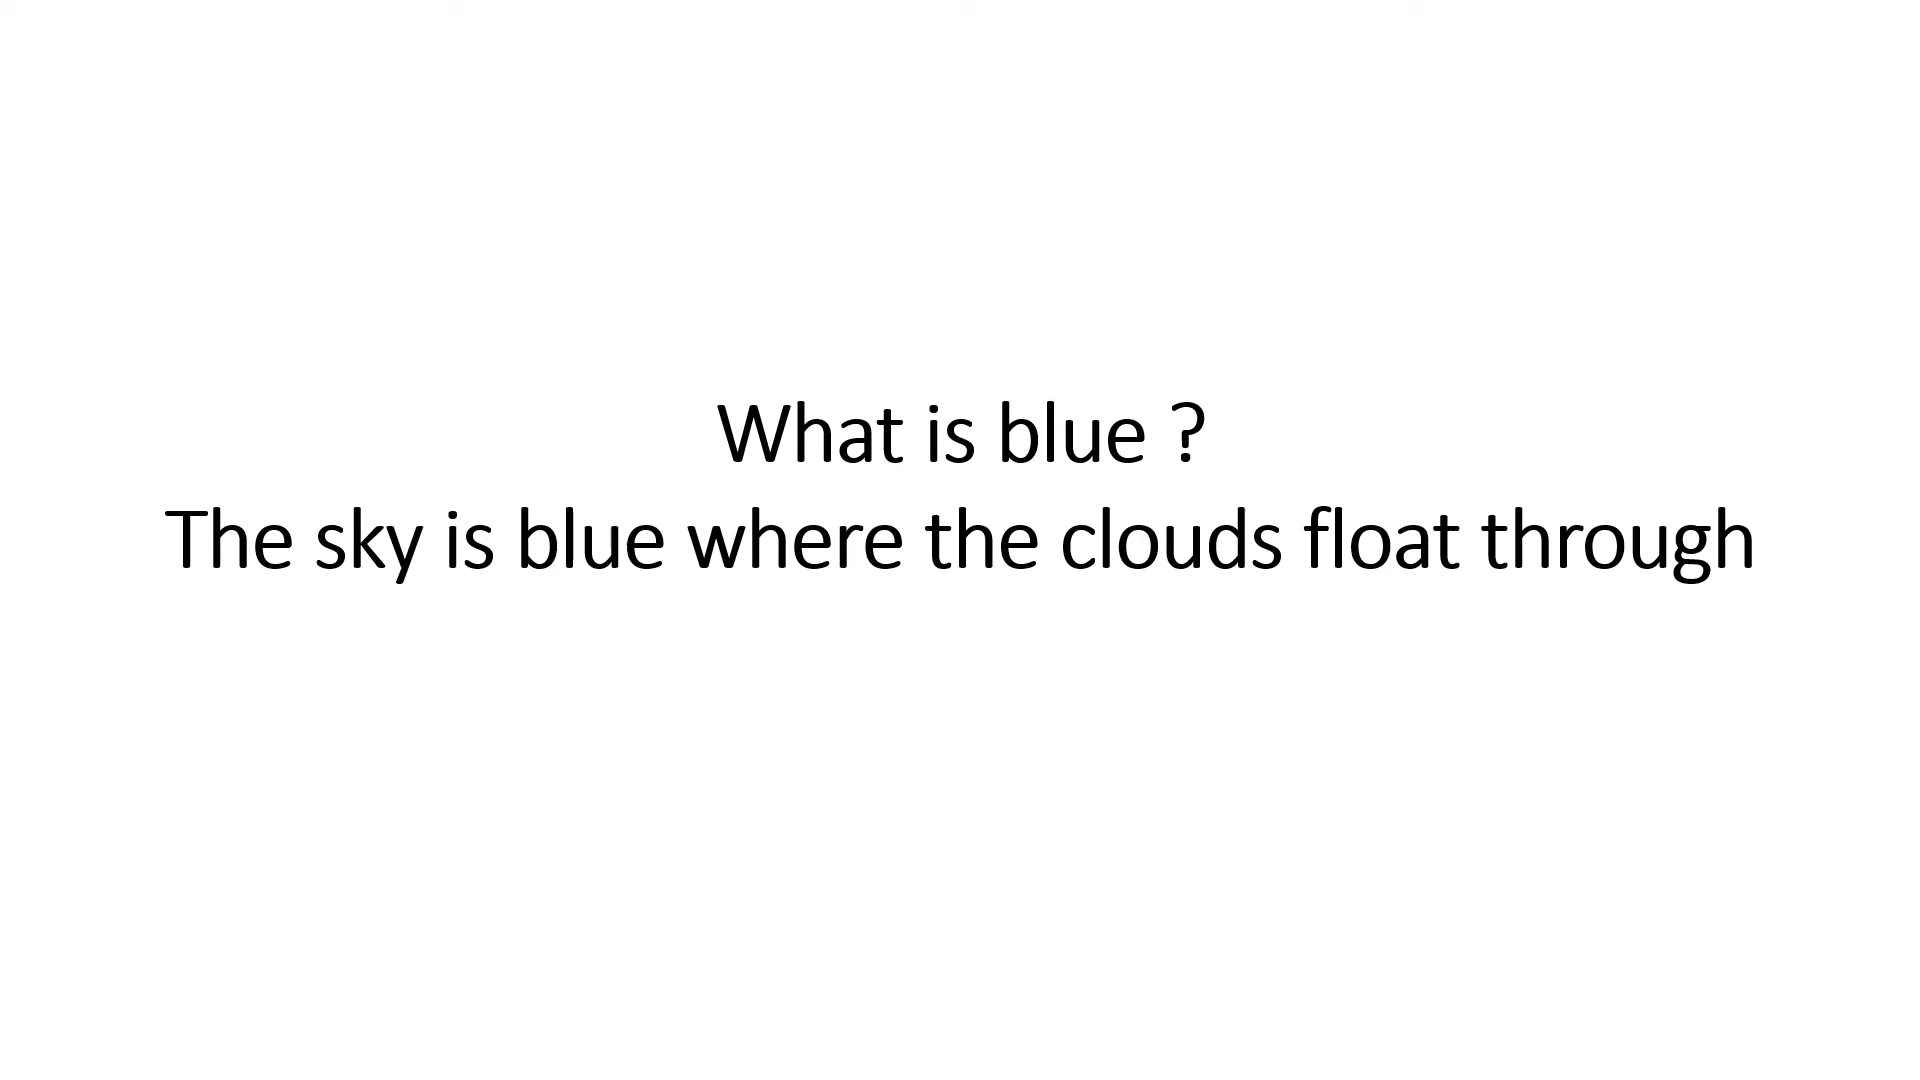 What is blue ?
The sky is blue where the clouds float through